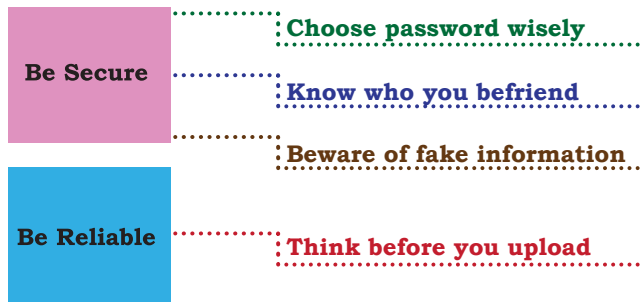 Be Secure
Choose password wisely
Know who you befriend
Beware of fake information
Be Reliable
Think before you upload